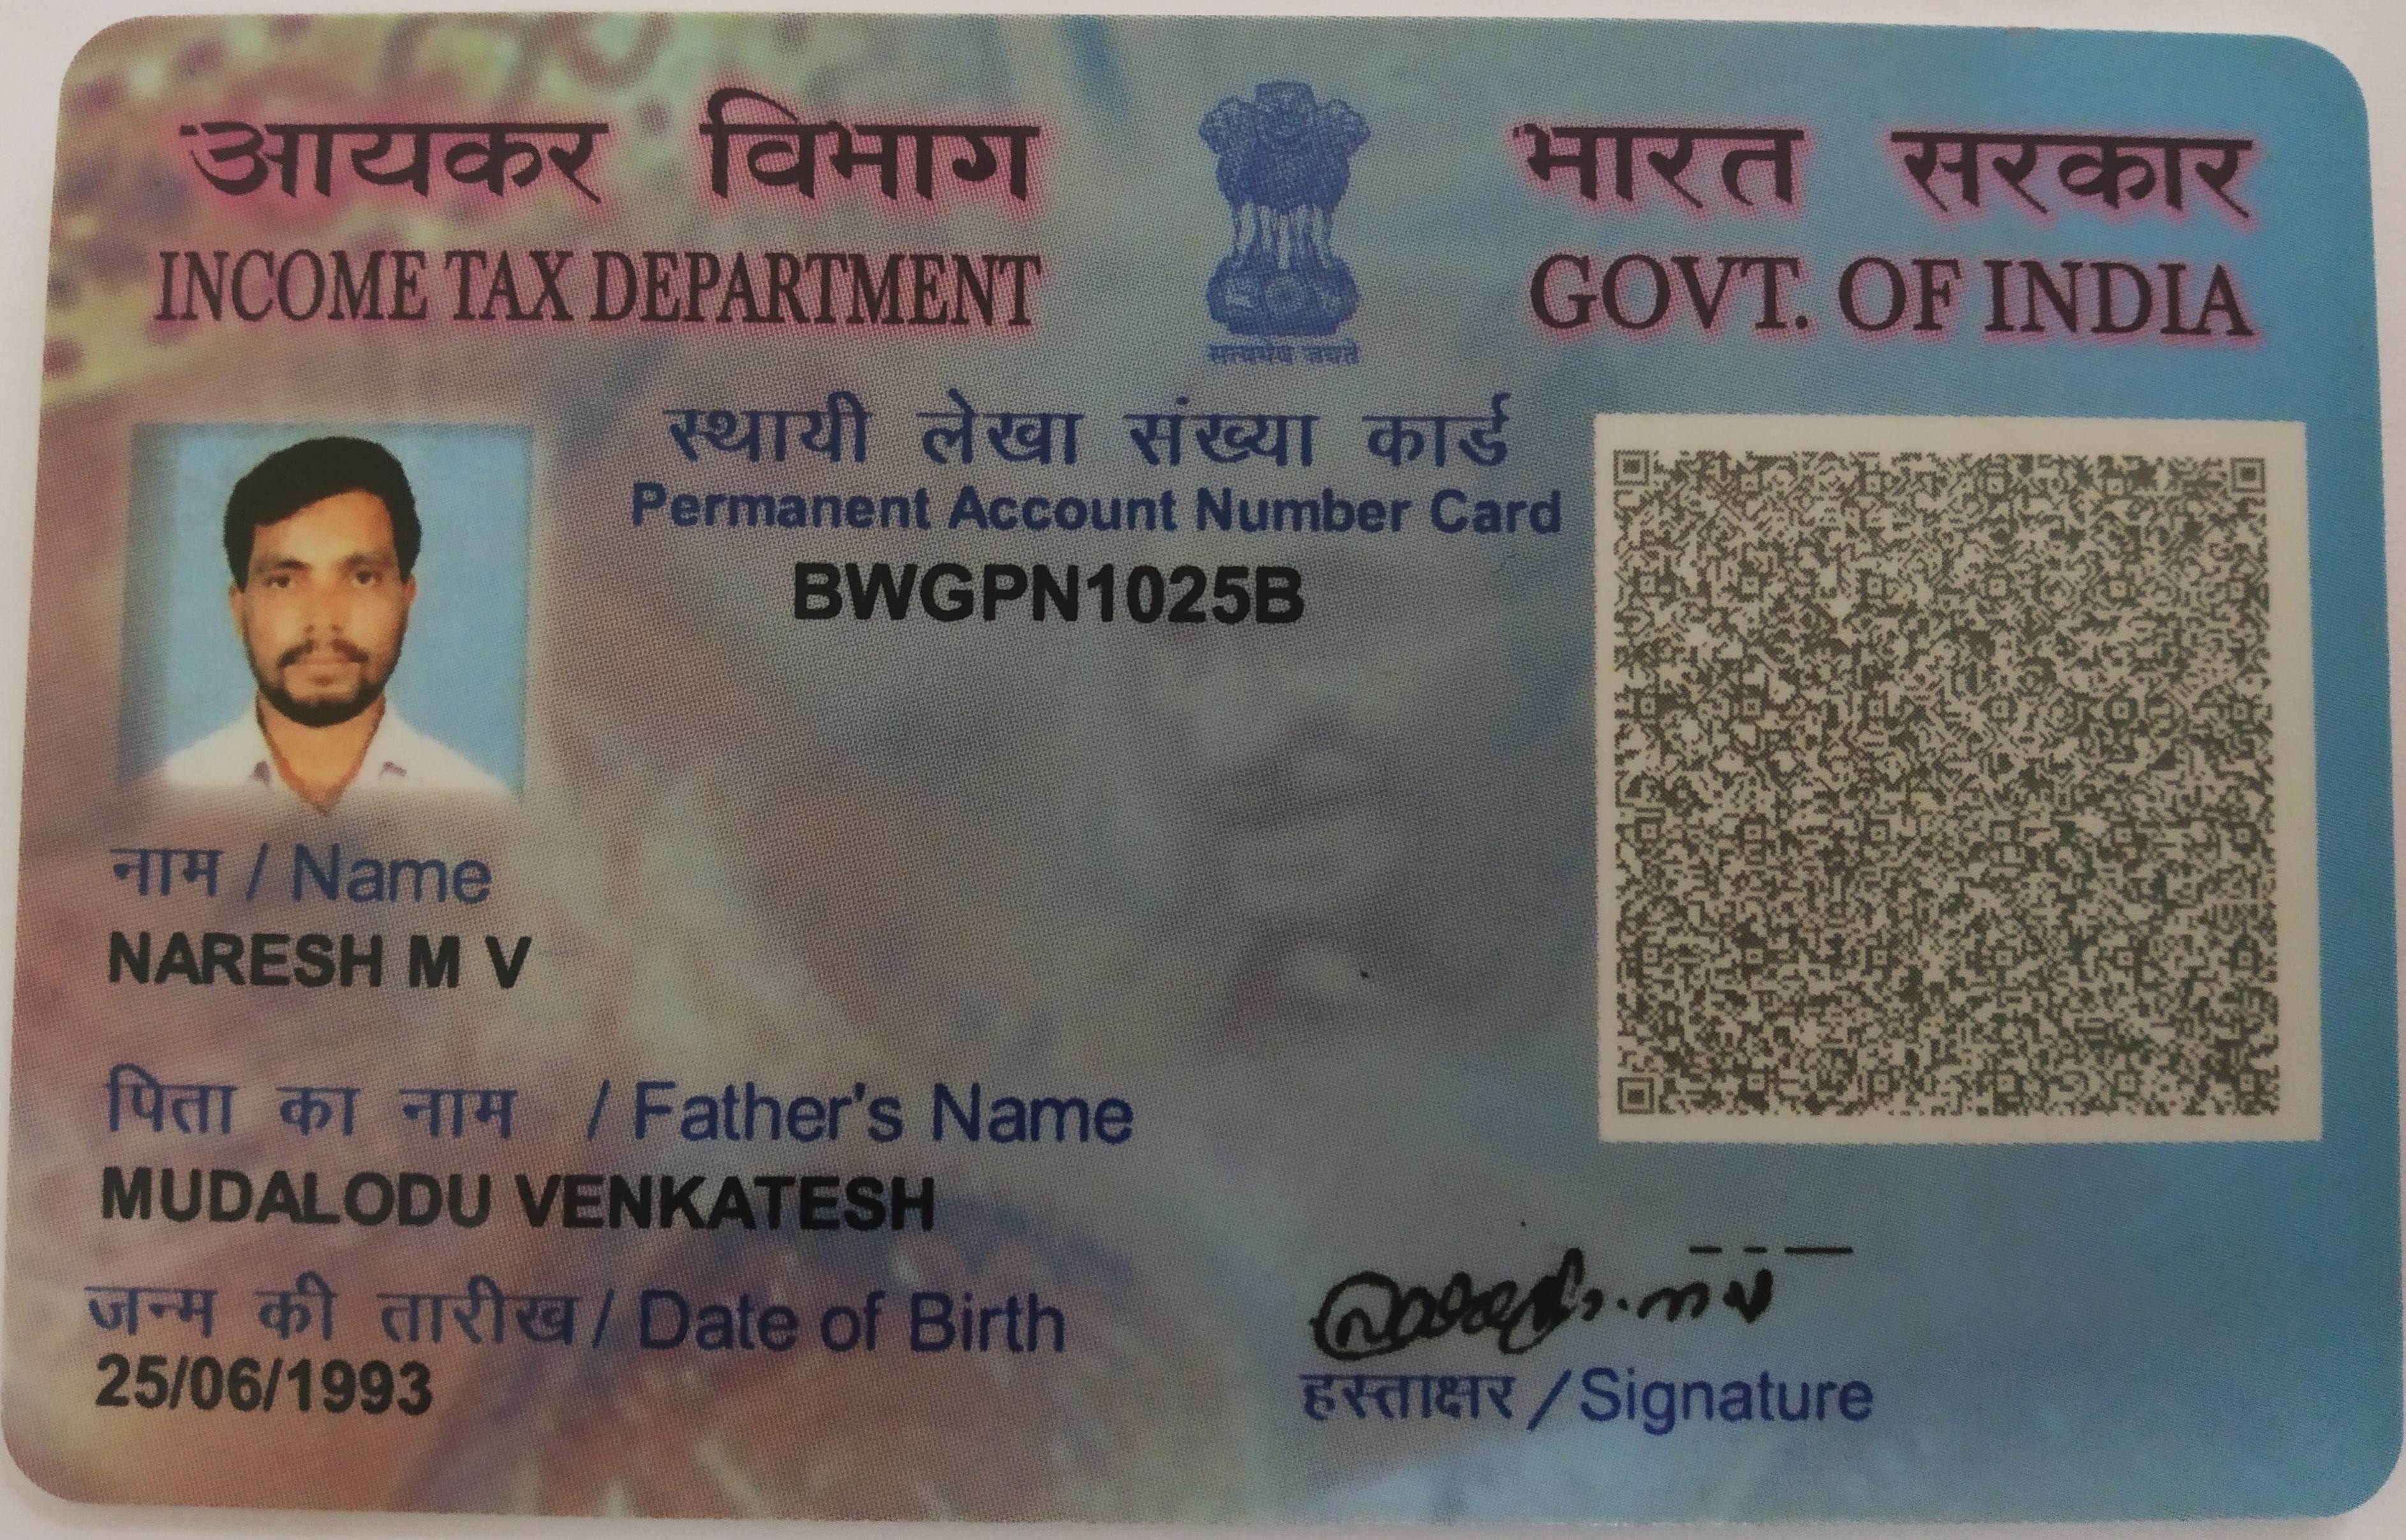 आयकर विभाग
INCOME TAX DEPARTMENT
सत्यमेव जयते
भारत सरकार
GOVT. OF INDIA
स्थायी लेखा संख्या कार्ड
Permanent Account Number Card
BWGPN1025B
नाम / Name
NARESH M V
पिता का नाम / Father's Name
MUDALODU VENKATESH
जन्म की तारीख / Date of Birth
25/06/1993
हस्ताक्षर / Signature